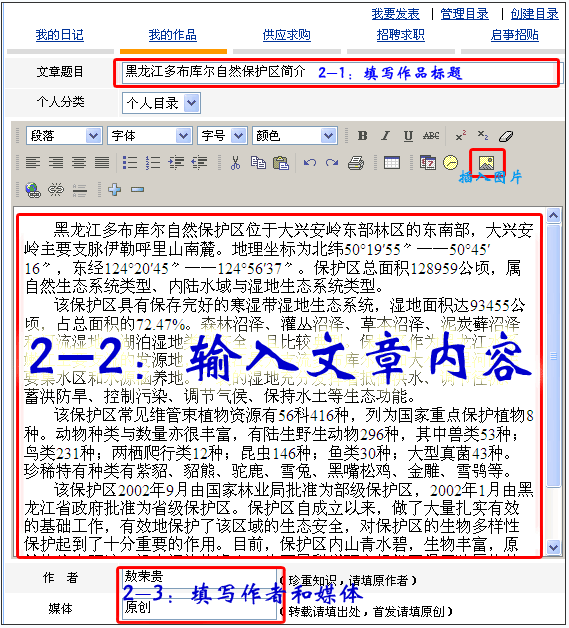 我要发表 | 管理目录 | 创建目录
我的日记 我的作品 供应求购 招聘求职 启事招贴
文章题目 黑龙江多布库尔自然保护区简介 2—1：填写作品标题
个人分类 个人目录
段落 字体 字号 颜色 B I U ABC x² x₂
插入图片
黑龙江多布库尔自然保护区位于大兴安岭东部林区的东南部，大兴安
岭主要支脉伊勒呼里山南麓。地理坐标为北纬50°19′55″——50°45′
16″，东经124°20′45″——124°56′37″。保护区总面积128959公顷，属
自然生态系统类型、内陆水域与湿地生态系统类型。
该保护区具有保存完好的寒湿带湿地生态系统，湿地面积达93455公
顷，占总面积的72.47%。森林沼泽、灌丛沼泽、草本沼泽、泥炭藓沼泽
2—2：输入文章内容
蓄洪防旱、控制污染、调节气侯、保持水土等生态功能。
该保护区常见维管束植物资源有56科416种，列为国家重点保护植物8
种。动物种类与数量亦很丰富，有陆生野生动物296种，其中兽类53种；
鸟类231种；两栖爬行类12种；昆虫146种；鱼类30种；大型真菌43种。
珍稀特有种类有紫貂、貂熊、驼鹿、雪兔、黑嘴松鸡、金雕、雪鸮等。
该保护区2002年9月由国家林业局批准为部级保护区，2002年1月由黑
龙江省政府批准为省级保护区。保护区自成立以来，做了大量扎实有效
的基础工作，有效地保护了该区域的生态安全，对保护区的生物多样性
保护起到了十分重要的作用。目前，保护区内山青水碧，生物丰富，原
作 者 敖荣贵 (珍重知识，请填原作者)
2—3：填写作者和媒体
媒体 原创 (转载请填出处，首发请填原创)